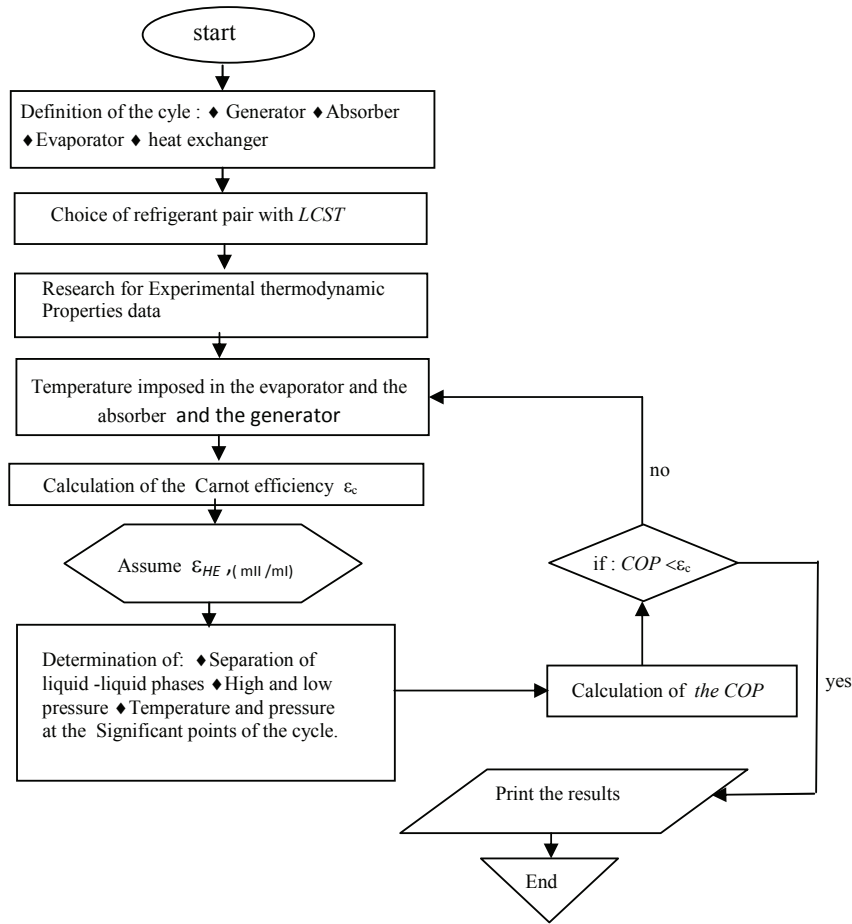 start
Definition of the cyle : ♦ Generator ♦Absorber
♦Evaporator ♦ heat exchanger
Choice of refrigerant pair with LCST
Research for Experimental thermodynamic
Properties data
Temperature imposed in the evaporator and the
absorber and the generator
Calculation of the Carnot efficiency εc
Assume εHE ,( mII /mI)
Determination of: ♦Separation of
liquid -liquid phases ♦High and low
pressure ♦Temperature and pressure
at the Significant points of the cycle.
Calculation of the COP
if : COP <εc
no
yes
Print the results
End